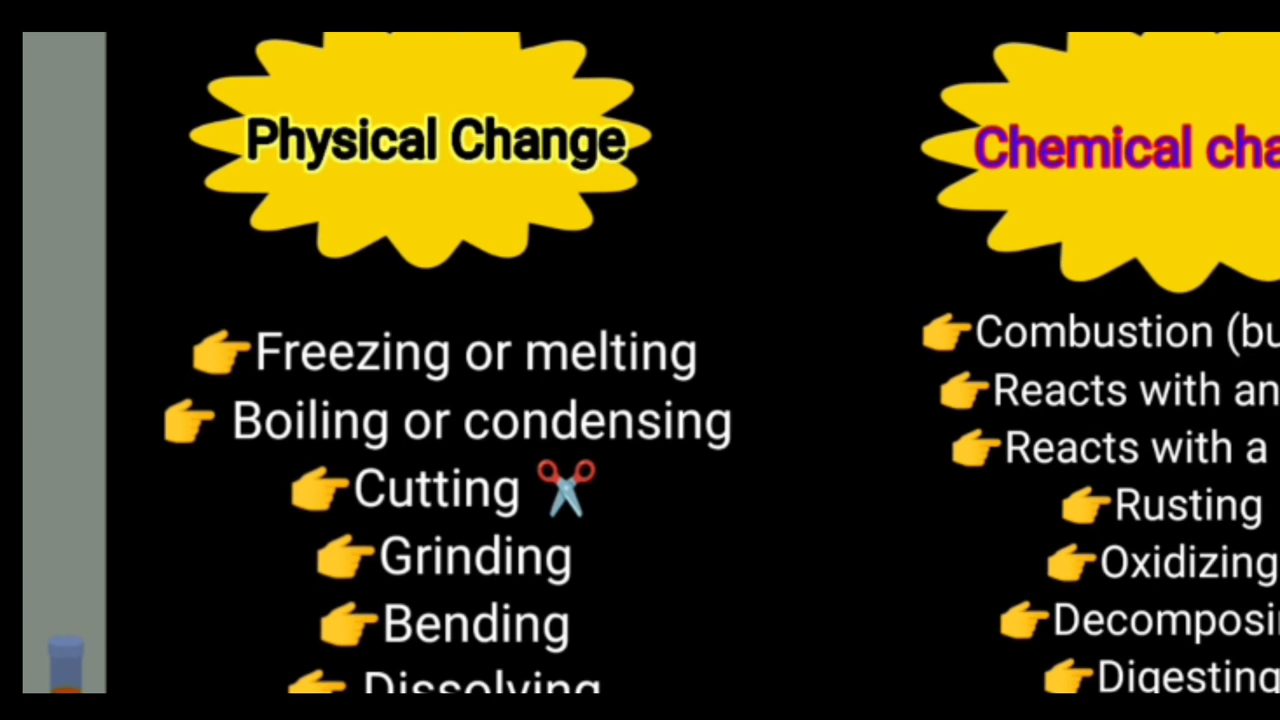 Physical Change
👉Freezing or melting
👉 Boiling or condensing
👉Cutting ✂️
👉Grinding
👉Bending
👉 Dissolving
Chemical cha
👉Combustion (bu
👉Reacts with an
👉Reacts with a
👉Rusting
👉Oxidizing
👉Decomposi
👉Digesting